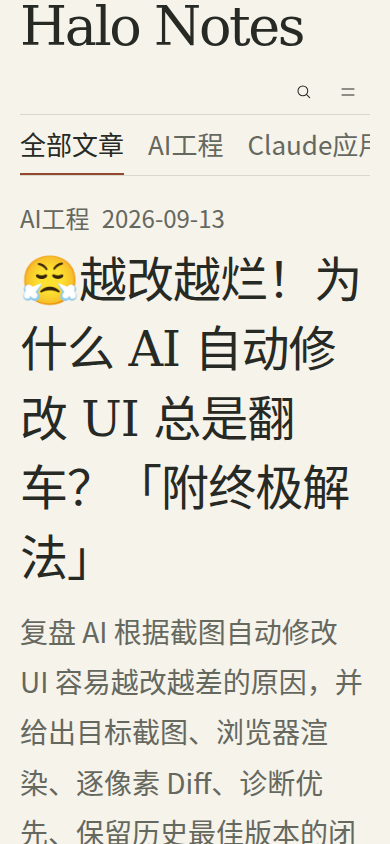 Halo Notes
全部文章 AI工程 Claude应用
AI工程 2026-09-13
😤越改越烂！为
什么 AI 自动修
改 UI 总是翻
车？「附终极解
法」
复盘 AI 根据截图自动修改
UI 容易越改越差的原因，并
给出目标截图、浏览器渲
染、逐像素 Diff、诊断优
先、保留历史最佳版本的闭